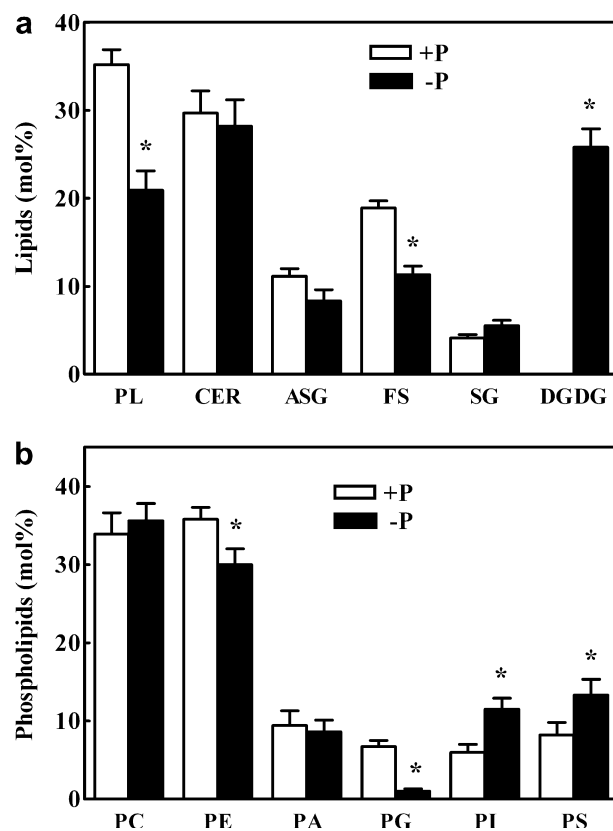 a
Lipids (mol%)
40
30
20
10
0
+P
-P
*
*
*
PL CER ASG FS SG DGDG
b
Phospholipids (mol%)
40
30
20
10
0
+P
-P
*
*
*
*
PC PE PA PG PI PS